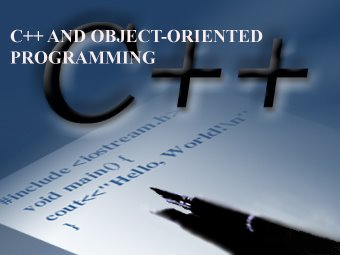 C++ AND OBJECT-ORIENTED
PROGRAMMING
C++
#include <iostream.h>
void main() {
cout<<"Hello, World!\n"
}